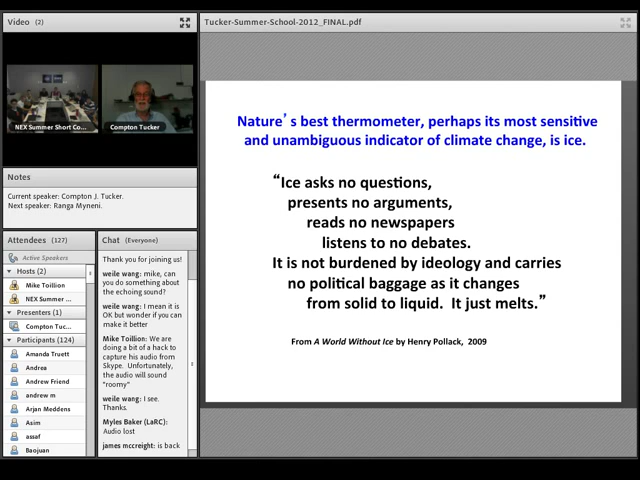 Video (2)
NEX Summer Short Co...
Compton Tucker
Notes
Current speaker: Compton J. Tucker.
Next speaker: Ranga Myneni.
Attendees (127)
Active Speakers
Hosts (2)
Mike Toillion
NEX Summer ...
Presenters (1)
Compton Tuc...
Participants (124)
Amanda Truett
Andrea
Andrew Friend
andrew m
Arjan Meddens
Asim
assaf
Baojuan
Chat (Everyone)
Thank you for joining us!
weile wang: mike, can
you do something about
the echoing sound?
weile wang: I mean it is
OK but wonder if you can
make it better
Mike Toillion: We are
doing a bit of a hack to
capture his audio from
Skype. Unfortunately,
the audio will sound
"roomy"
weile wang: I see.
Thanks.
Myles Baker (LaRC):
Audio lost
james mccreight: is back
Tucker-Summer-School-2012_FINAL.pdf
Nature’s best thermometer, perhaps its most sensitive
and unambiguous indicator of climate change, is ice.
“Ice asks no questions,
presents no arguments,
reads no newspapers
listens to no debates.
It is not burdened by ideology and carries
no political baggage as it changes
from solid to liquid. It just melts.”
From A World Without Ice by Henry Pollack, 2009